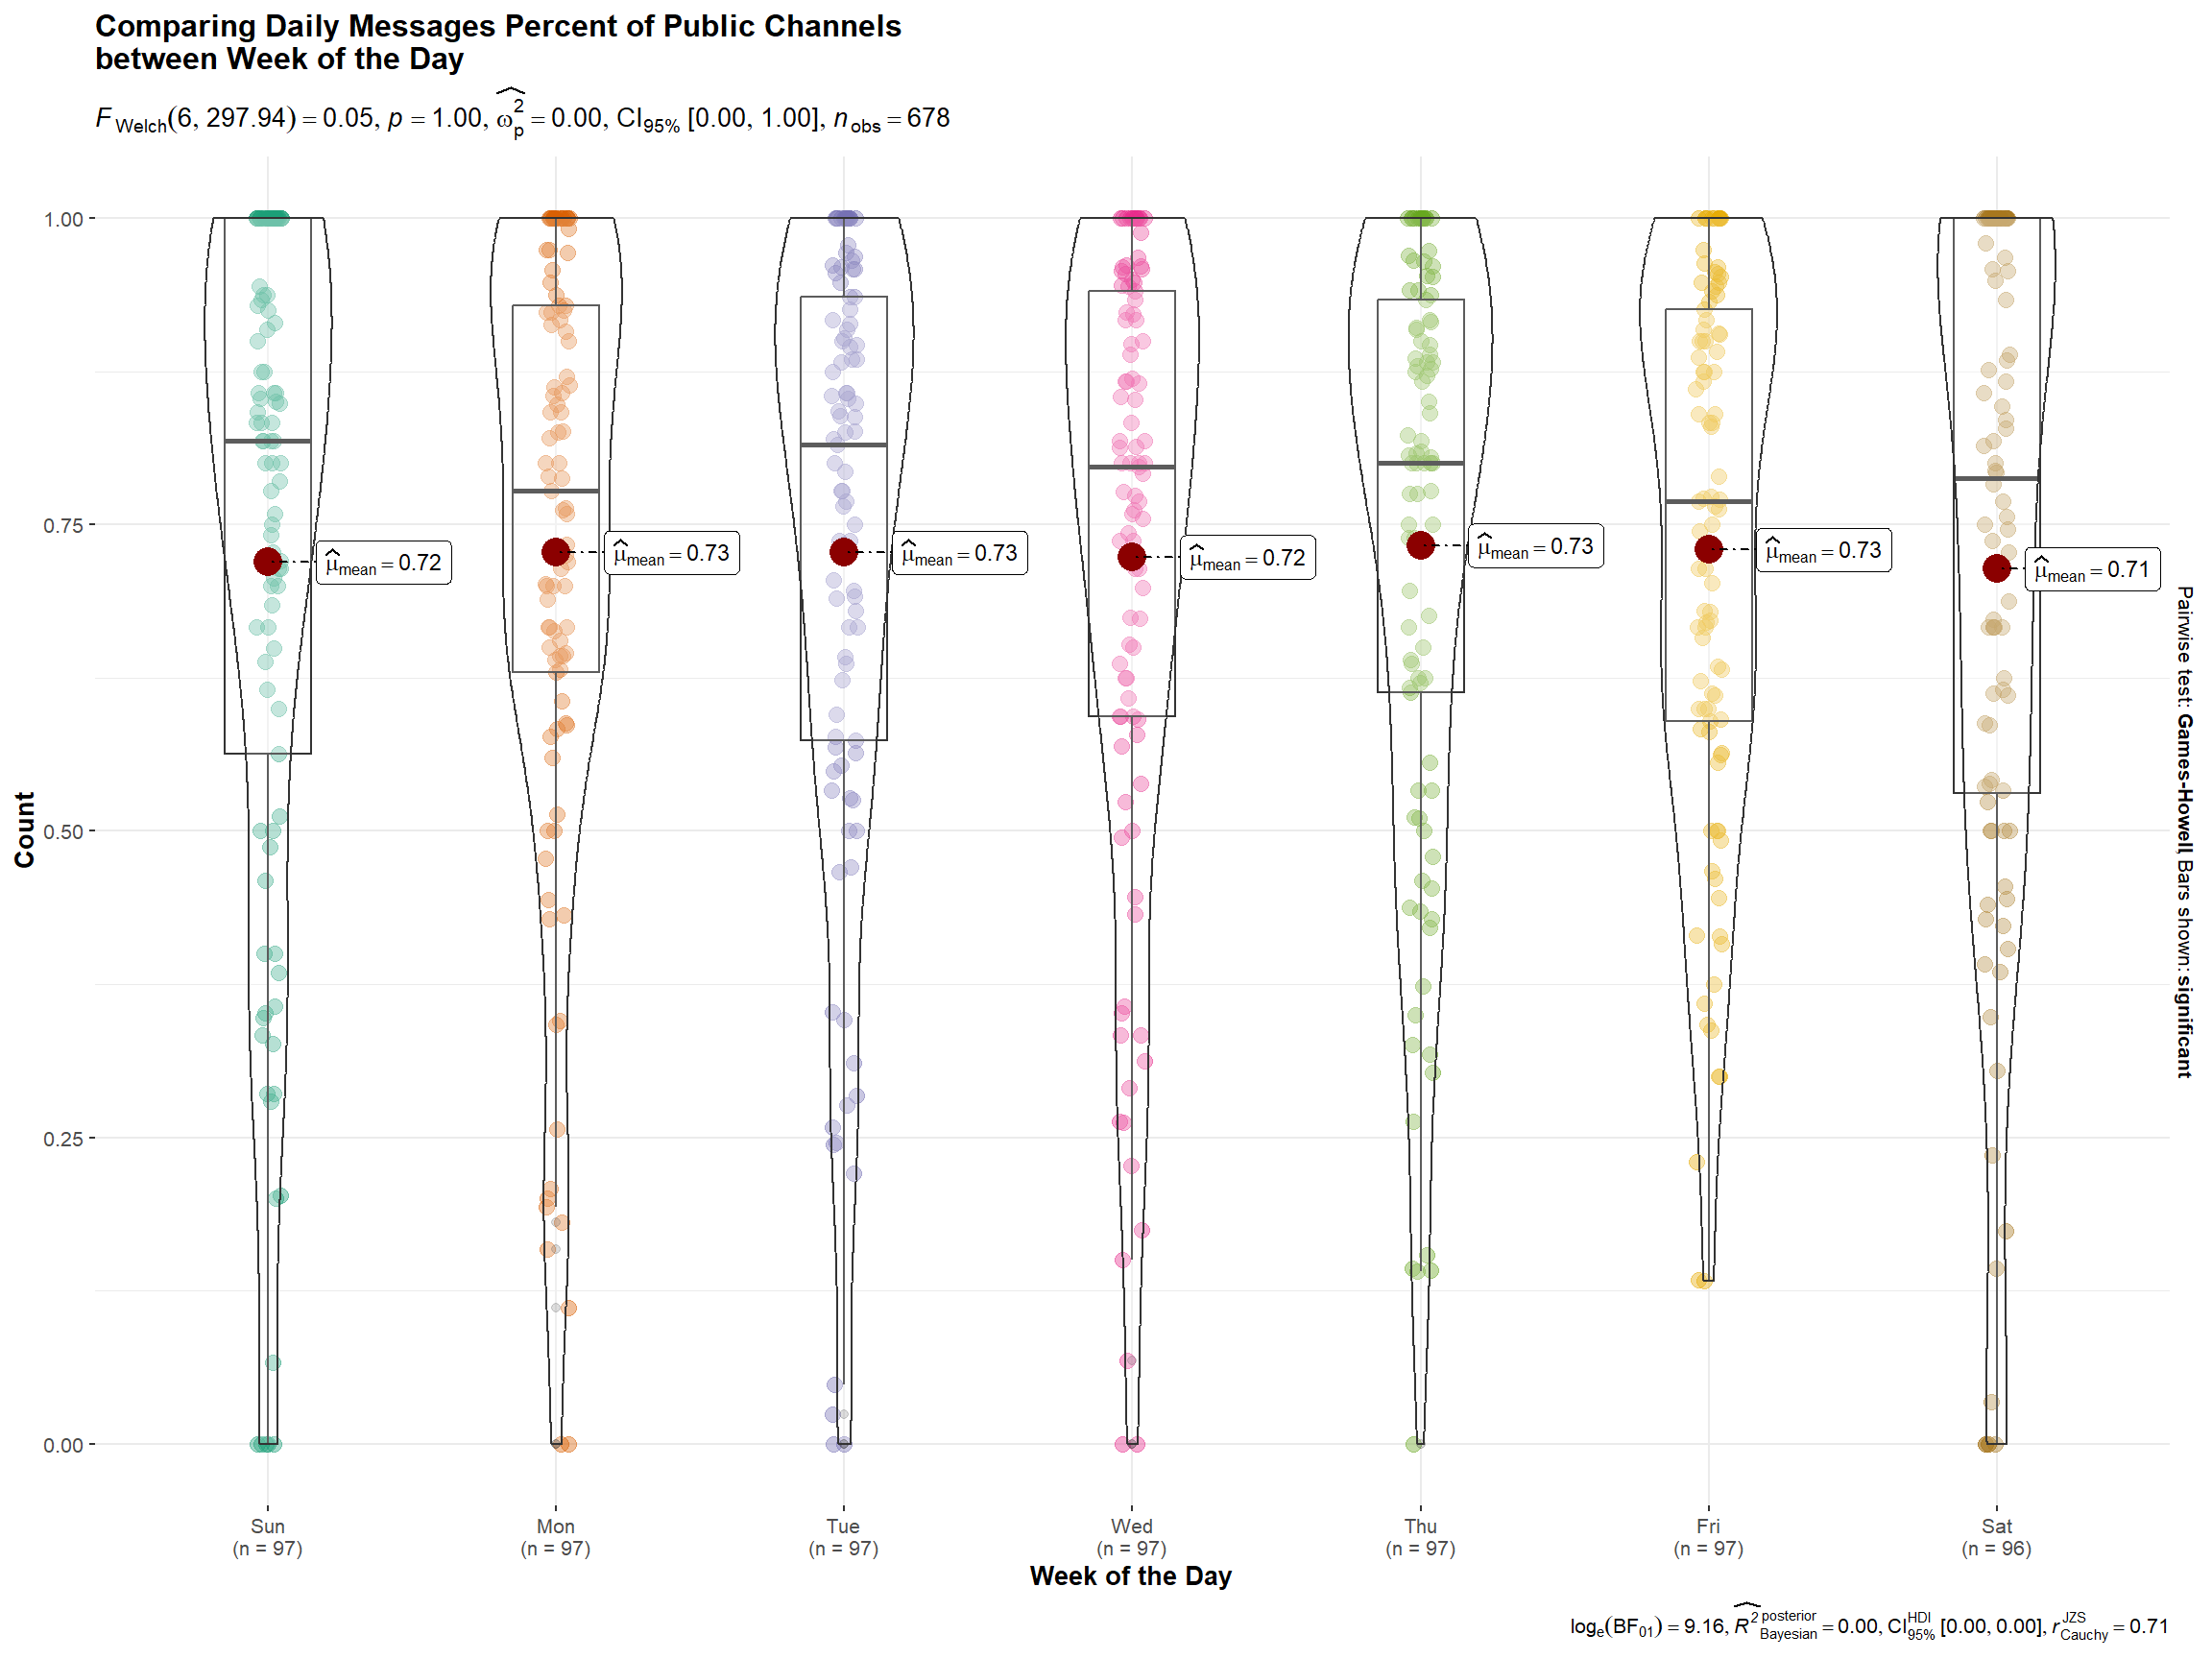 Comparing Daily Messages Percent of Public Channels
between Week of the Day
F Welch(6, 297.94) = 0.05, p = 1.00, ω̂²p = 0.00, CI95% [0.00, 1.00], nobs = 678
Count
1.00
0.75
0.50
0.25
0.00
μ̂mean = 0.72
μ̂mean = 0.73
μ̂mean = 0.73
μ̂mean = 0.72
μ̂mean = 0.73
μ̂mean = 0.73
μ̂mean = 0.71
Pairwise test: Games-Howell, Bars shown: significant
Sun
(n = 97)
Mon
(n = 97)
Tue
(n = 97)
Wed
(n = 97)
Thu
(n = 97)
Fri
(n = 97)
Sat
(n = 96)
Week of the Day
loge(BF01) = 9.16, R̂² posterior Bayesian = 0.00, CI HDI 95% [0.00, 0.00], r JZS Cauchy = 0.71